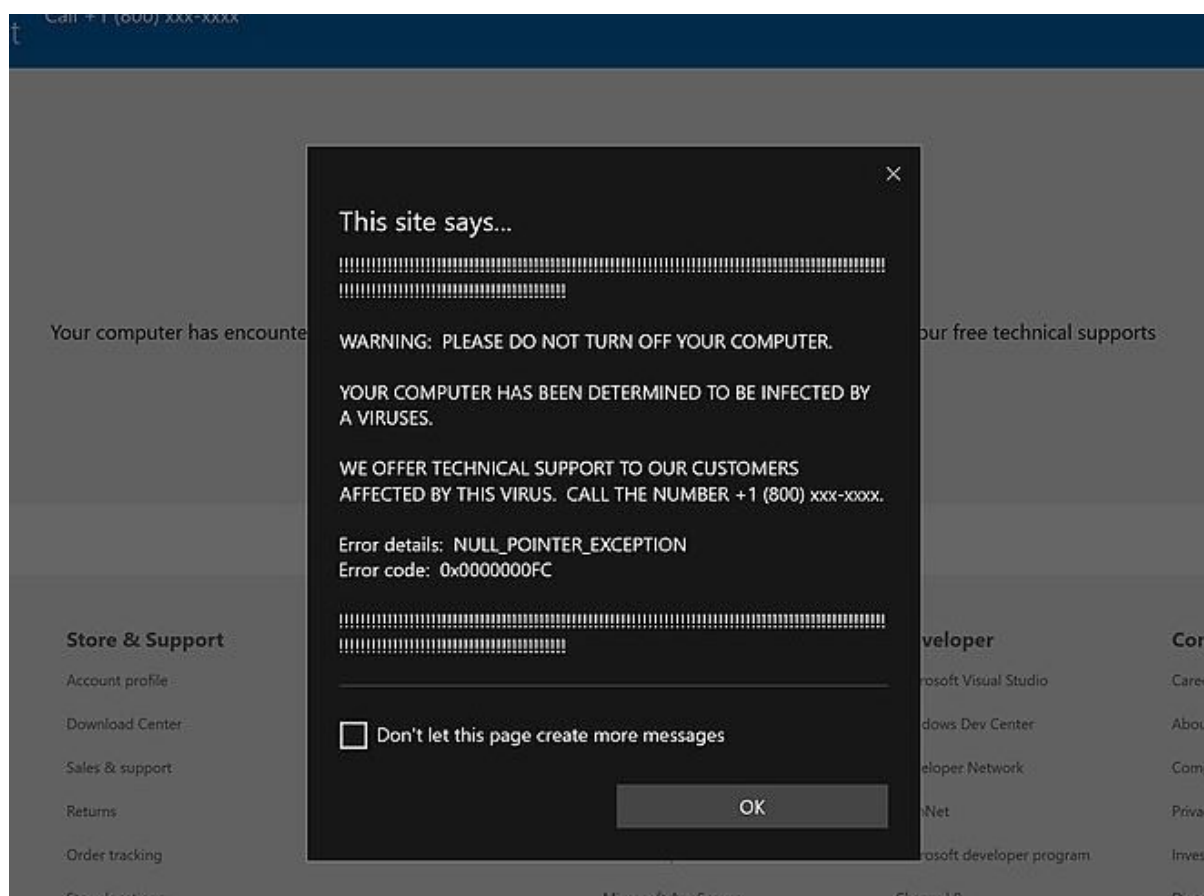 Call +1 (800) xxx-xxxx
t
This site says...
!!!!!!!!!!!!!!!!!!!!!!!!!!!!!!!!!!!!!!!!!!!!!!!!!!!!!!!!!!!!!!!!!!!!!!!!!!!!!!!!!!!!!
!!!!!!!!!!!!!!!!!!!!!!!!!!!!!!!!!!!
Your computer has encounte
our free technical supports
WARNING: PLEASE DO NOT TURN OFF YOUR COMPUTER.
YOUR COMPUTER HAS BEEN DETERMINED TO BE INFECTED BY
A VIRUSES.
WE OFFER TECHNICAL SUPPORT TO OUR CUSTOMERS
AFFECTED BY THIS VIRUS. CALL THE NUMBER +1 (800) xxx-xxxx.
Error details: NULL_POINTER_EXCEPTION
Error code: 0x0000000FC
!!!!!!!!!!!!!!!!!!!!!!!!!!!!!!!!!!!!!!!!!!!!!!!!!!!!!!!!!!!!!!!!!!!!!!!!!!!!!!!!!!!!!
!!!!!!!!!!!!!!!!!!!!!!!!!!!!!!!!!!!
Don't let this page create more messages
OK
Store & Support
Account profile
Download Center
Sales & support
Returns
Order tracking
veloper
rosoft Visual Studio
dows Dev Center
eloper Network
nNet
rosoft developer program
Cor
Care
Abou
Com
Priva
Inves